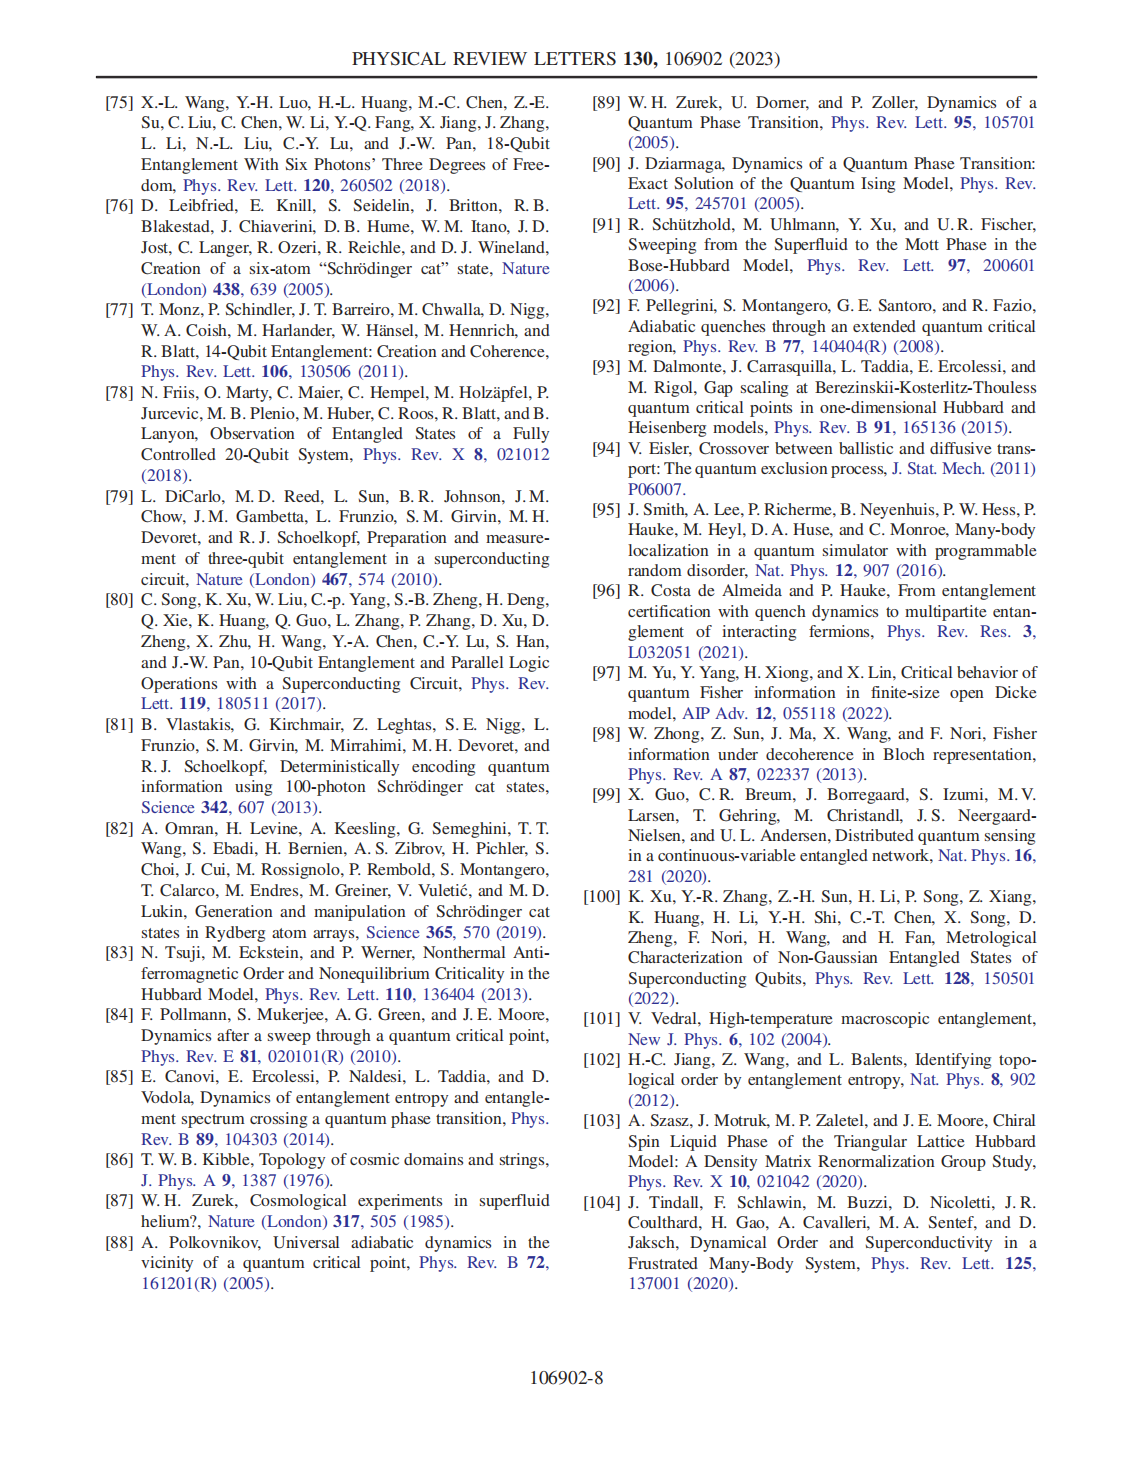 PHYSICAL REVIEW LETTERS 130, 106902 (2023)
[75] X.-L. Wang, Y.-H. Luo, H.-L. Huang, M.-C. Chen, Z.-E.
Su, C. Liu, C. Chen, W. Li, Y.-Q. Fang, X. Jiang, J. Zhang,
L. Li, N.-L. Liu, C.-Y. Lu, and J.-W. Pan, 18-Qubit
Entanglement With Six Photons’ Three Degrees of Free-
dom, Phys. Rev. Lett. 120, 260502 (2018).
[76] D. Leibfried, E. Knill, S. Seidelin, J. Britton, R. B.
Blakestad, J. Chiaverini, D. B. Hume, W. M. Itano, J. D.
Jost, C. Langer, R. Ozeri, R. Reichle, and D. J. Wineland,
Creation of a six-atom “Schrödinger cat” state, Nature
(London) 438, 639 (2005).
[77] T. Monz, P. Schindler, J. T. Barreiro, M. Chwalla, D. Nigg,
W. A. Coish, M. Harlander, W. Hänsel, M. Hennrich, and
R. Blatt, 14-Qubit Entanglement: Creation and Coherence,
Phys. Rev. Lett. 106, 130506 (2011).
[78] N. Friis, O. Marty, C. Maier, C. Hempel, M. Holzäpfel, P.
Jurcevic, M. B. Plenio, M. Huber, C. Roos, R. Blatt, and B.
Lanyon, Observation of Entangled States of a Fully
Controlled 20-Qubit System, Phys. Rev. X 8, 021012
(2018).
[79] L. DiCarlo, M. D. Reed, L. Sun, B. R. Johnson, J. M.
Chow, J. M. Gambetta, L. Frunzio, S. M. Girvin, M. H.
Devoret, and R. J. Schoelkopf, Preparation and measure-
ment of three-qubit entanglement in a superconducting
circuit, Nature (London) 467, 574 (2010).
[80] C. Song, K. Xu, W. Liu, C.-p. Yang, S.-B. Zheng, H. Deng,
Q. Xie, K. Huang, Q. Guo, L. Zhang, P. Zhang, D. Xu, D.
Zheng, X. Zhu, H. Wang, Y.-A. Chen, C.-Y. Lu, S. Han,
and J.-W. Pan, 10-Qubit Entanglement and Parallel Logic
Operations with a Superconducting Circuit, Phys. Rev.
Lett. 119, 180511 (2017).
[81] B. Vlastakis, G. Kirchmair, Z. Leghtas, S. E. Nigg, L.
Frunzio, S. M. Girvin, M. Mirrahimi, M. H. Devoret, and
R. J. Schoelkopf, Deterministically encoding quantum
information using 100-photon Schrödinger cat states,
Science 342, 607 (2013).
[82] A. Omran, H. Levine, A. Keesling, G. Semeghini, T. T.
Wang, S. Ebadi, H. Bernien, A. S. Zibrov, H. Pichler, S.
Choi, J. Cui, M. Rossignolo, P. Rembold, S. Montangero,
T. Calarco, M. Endres, M. Greiner, V. Vuletić, and M. D.
Lukin, Generation and manipulation of Schrödinger cat
states in Rydberg atom arrays, Science 365, 570 (2019).
[83] N. Tsuji, M. Eckstein, and P. Werner, Nonthermal Anti-
ferromagnetic Order and Nonequilibrium Criticality in the
Hubbard Model, Phys. Rev. Lett. 110, 136404 (2013).
[84] F. Pollmann, S. Mukerjee, A. G. Green, and J. E. Moore,
Dynamics after a sweep through a quantum critical point,
Phys. Rev. E 81, 020101(R) (2010).
[85] E. Canovi, E. Ercolessi, P. Naldesi, L. Taddia, and D.
Vodola, Dynamics of entanglement entropy and entangle-
ment spectrum crossing a quantum phase transition, Phys.
Rev. B 89, 104303 (2014).
[86] T. W. B. Kibble, Topology of cosmic domains and strings,
J. Phys. A 9, 1387 (1976).
[87] W. H. Zurek, Cosmological experiments in superfluid
helium?, Nature (London) 317, 505 (1985).
[88] A. Polkovnikov, Universal adiabatic dynamics in the
vicinity of a quantum critical point, Phys. Rev. B 72,
161201(R) (2005).
[89] W. H. Zurek, U. Dorner, and P. Zoller, Dynamics of a
Quantum Phase Transition, Phys. Rev. Lett. 95, 105701
(2005).
[90] J. Dziarmaga, Dynamics of a Quantum Phase Transition:
Exact Solution of the Quantum Ising Model, Phys. Rev.
Lett. 95, 245701 (2005).
[91] R. Schützhold, M. Uhlmann, Y. Xu, and U. R. Fischer,
Sweeping from the Superfluid to the Mott Phase in the
Bose-Hubbard Model, Phys. Rev. Lett. 97, 200601
(2006).
[92] F. Pellegrini, S. Montangero, G. E. Santoro, and R. Fazio,
Adiabatic quenches through an extended quantum critical
region, Phys. Rev. B 77, 140404(R) (2008).
[93] M. Dalmonte, J. Carrasquilla, L. Taddia, E. Ercolessi, and
M. Rigol, Gap scaling at Berezinskii-Kosterlitz-Thouless
quantum critical points in one-dimensional Hubbard and
Heisenberg models, Phys. Rev. B 91, 165136 (2015).
[94] V. Eisler, Crossover between ballistic and diffusive trans-
port: The quantum exclusion process, J. Stat. Mech. (2011)
P06007.
[95] J. Smith, A. Lee, P. Richerme, B. Neyenhuis, P. W. Hess, P.
Hauke, M. Heyl, D. A. Huse, and C. Monroe, Many-body
localization in a quantum simulator with programmable
random disorder, Nat. Phys. 12, 907 (2016).
[96] R. Costa de Almeida and P. Hauke, From entanglement
certification with quench dynamics to multipartite entan-
glement of interacting fermions, Phys. Rev. Res. 3,
L032051 (2021).
[97] M. Yu, Y. Yang, H. Xiong, and X. Lin, Critical behavior of
quantum Fisher information in finite-size open Dicke
model, AIP Adv. 12, 055118 (2022).
[98] W. Zhong, Z. Sun, J. Ma, X. Wang, and F. Nori, Fisher
information under decoherence in Bloch representation,
Phys. Rev. A 87, 022337 (2013).
[99] X. Guo, C. R. Breum, J. Borregaard, S. Izumi, M. V.
Larsen, T. Gehring, M. Christandl, J. S. Neergaard-
Nielsen, and U. L. Andersen, Distributed quantum sensing
in a continuous-variable entangled network, Nat. Phys. 16,
281 (2020).
[100] K. Xu, Y.-R. Zhang, Z.-H. Sun, H. Li, P. Song, Z. Xiang,
K. Huang, H. Li, Y.-H. Shi, C.-T. Chen, X. Song, D.
Zheng, F. Nori, H. Wang, and H. Fan, Metrological
Characterization of Non-Gaussian Entangled States of
Superconducting Qubits, Phys. Rev. Lett. 128, 150501
(2022).
[101] V. Vedral, High-temperature macroscopic entanglement,
New J. Phys. 6, 102 (2004).
[102] H.-C. Jiang, Z. Wang, and L. Balents, Identifying topo-
logical order by entanglement entropy, Nat. Phys. 8, 902
(2012).
[103] A. Szasz, J. Motruk, M. P. Zaletel, and J. E. Moore, Chiral
Spin Liquid Phase of the Triangular Lattice Hubbard
Model: A Density Matrix Renormalization Group Study,
Phys. Rev. X 10, 021042 (2020).
[104] J. Tindall, F. Schlawin, M. Buzzi, D. Nicoletti, J. R.
Coulthard, H. Gao, A. Cavalleri, M. A. Sentef, and D.
Jaksch, Dynamical Order and Superconductivity in a
Frustrated Many-Body System, Phys. Rev. Lett. 125,
137001 (2020).
106902-8